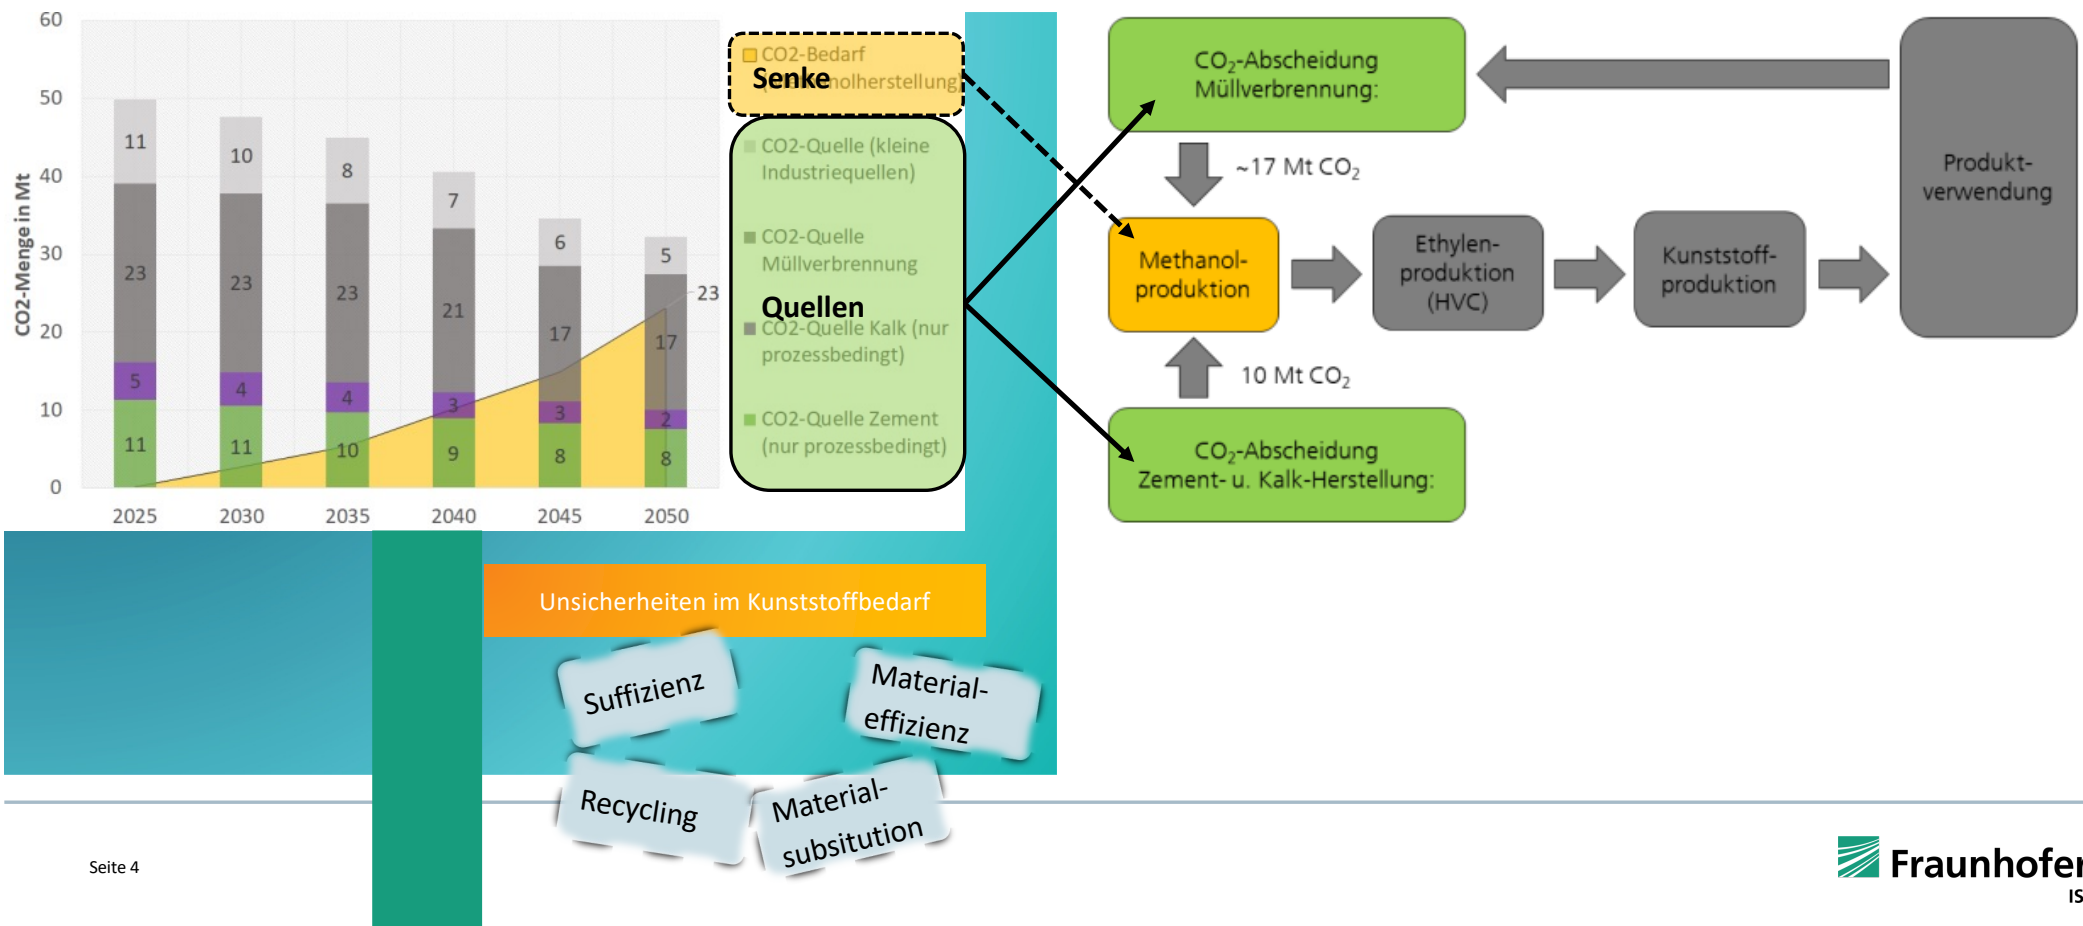 60
50
40
30
20
10
0
CO2-Menge in Mt
11
23
5
11
10
23
4
11
8
23
4
10
7
21
3
9
6
17
3
8
5
17
2
8
23
2025
2030
2035
2040
2045
2050
CO2-Bedarf
Senke
CO2-Quelle (kleine
Industriequellen)
CO2-Quelle
Müllverbrennung
Quellen
CO2-Quelle Kalk (nur
prozessbedingt)
CO2-Quelle Zement
(nur prozessbedingt)
CO₂-Abscheidung
Müllverbrennung:
~17 Mt CO₂
Methanol-
produktion
Ethylen-
produktion
(HVC)
Kunststoff-
produktion
Produkt-
verwendung
10 Mt CO₂
CO₂-Abscheidung
Zement- u. Kalk-Herstellung:
Unsicherheiten im Kunststoffbedarf
Suffizienz
Material-
effizienz
Recycling
Material-
subsitution
Seite 4
Fraunhofer
IS